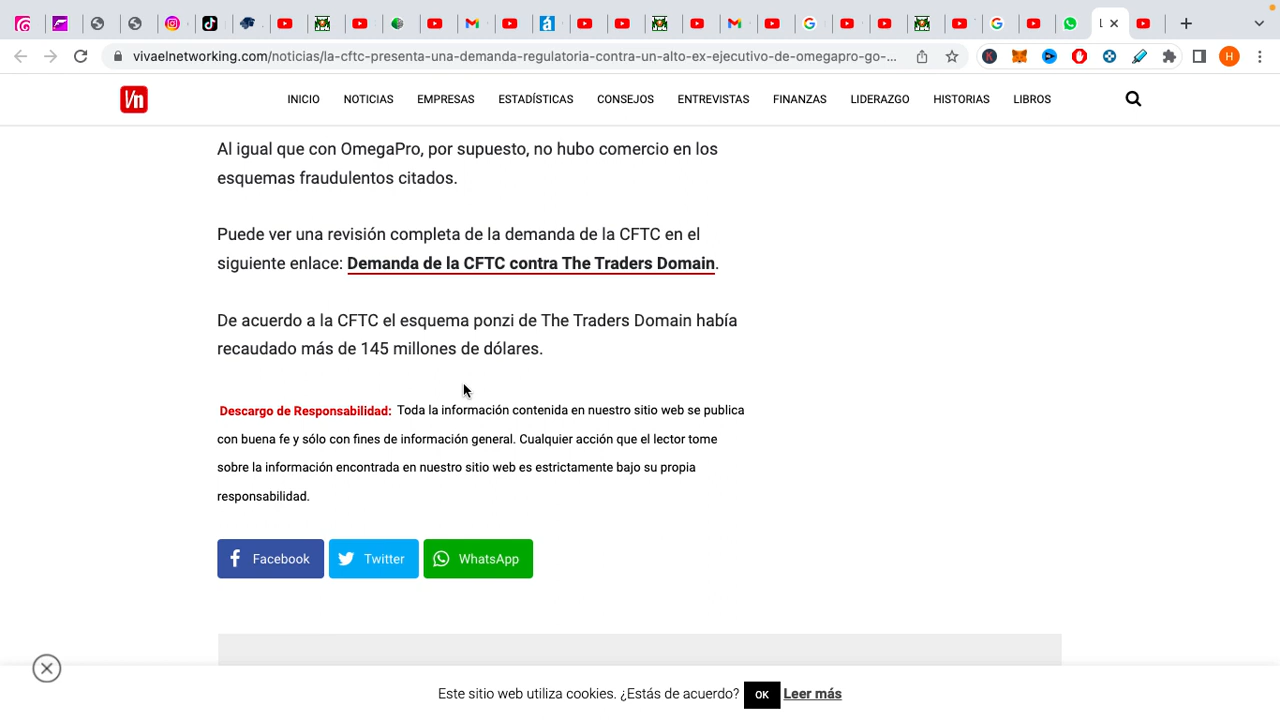 vivaelnetworking.com/noticias/la-cftc-presenta-una-demanda-regulatoria-contra-un-alto-ex-ejecutivo-de-omegapro-go-...
H
Vn
INICIO NOTICIAS EMPRESAS ESTADÍSTICAS CONSEJOS ENTREVISTAS FINANZAS LIDERAZGO HISTORIAS LIBROS
Al igual que con OmegaPro, por supuesto, no hubo comercio en los
esquemas fraudulentos citados.
Puede ver una revisión completa de la demanda de la CFTC en el
siguiente enlace: Demanda de la CFTC contra The Traders Domain.
De acuerdo a la CFTC el esquema ponzi de The Traders Domain había
recaudado más de 145 millones de dólares.
Descargo de Responsabilidad: Toda la información contenida en nuestro sitio web se publica
con buena fe y sólo con fines de información general. Cualquier acción que el lector tome
sobre la información encontrada en nuestro sitio web es estrictamente bajo su propia
responsabilidad.
Facebook Twitter WhatsApp
Este sitio web utiliza cookies. ¿Estás de acuerdo? OK Leer más